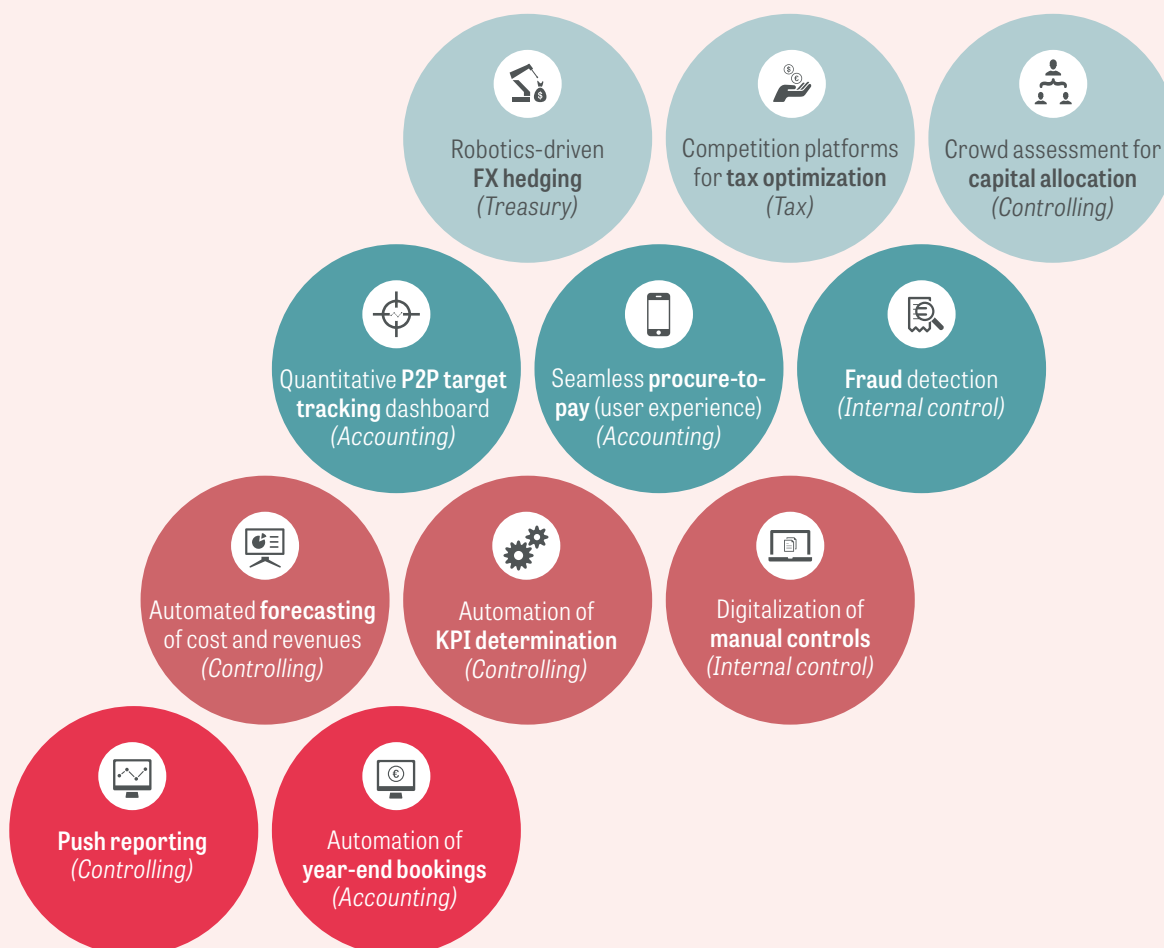 Robotics-driven
FX hedging
(Treasury)
Competition platforms
for tax optimization
(Tax)
Crowd assessment for
capital allocation
(Controlling)
Quantitative P2P target
tracking dashboard
(Accounting)
Seamless procure-to-
pay (user experience)
(Accounting)
Fraud detection
(Internal control)
Automated forecasting
of cost and revenues
(Controlling)
Automation of
KPI determination
(Controlling)
Digitalization of
manual controls
(Internal control)
Push reporting
(Controlling)
Automation of
year-end bookings
(Accounting)